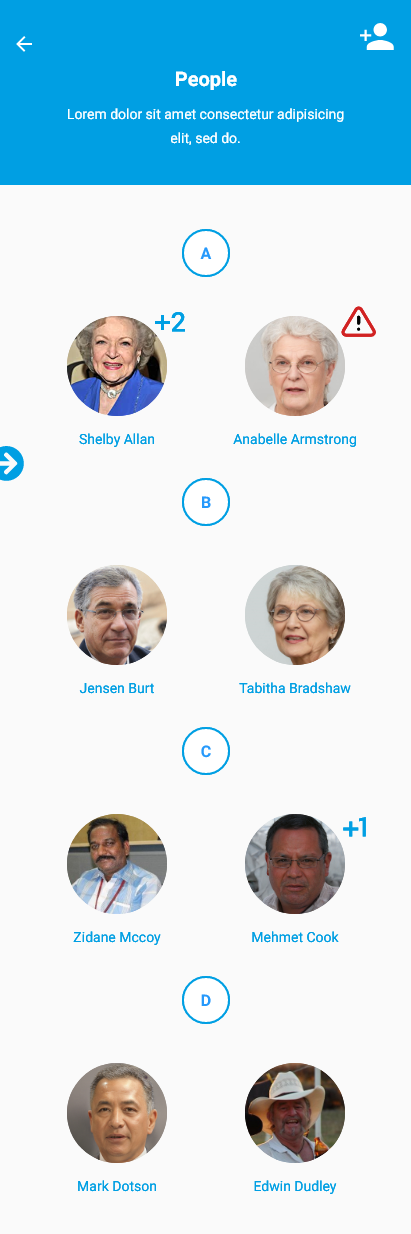 People
Lorem dolor sit amet consectetur adipisicing
elit, sed do.
A
+2
Shelby Allan
Anabelle Armstrong
B
Jensen Burt
Tabitha Bradshaw
C
+1
Zidane Mccoy
Mehmet Cook
D
Mark Dotson
Edwin Dudley